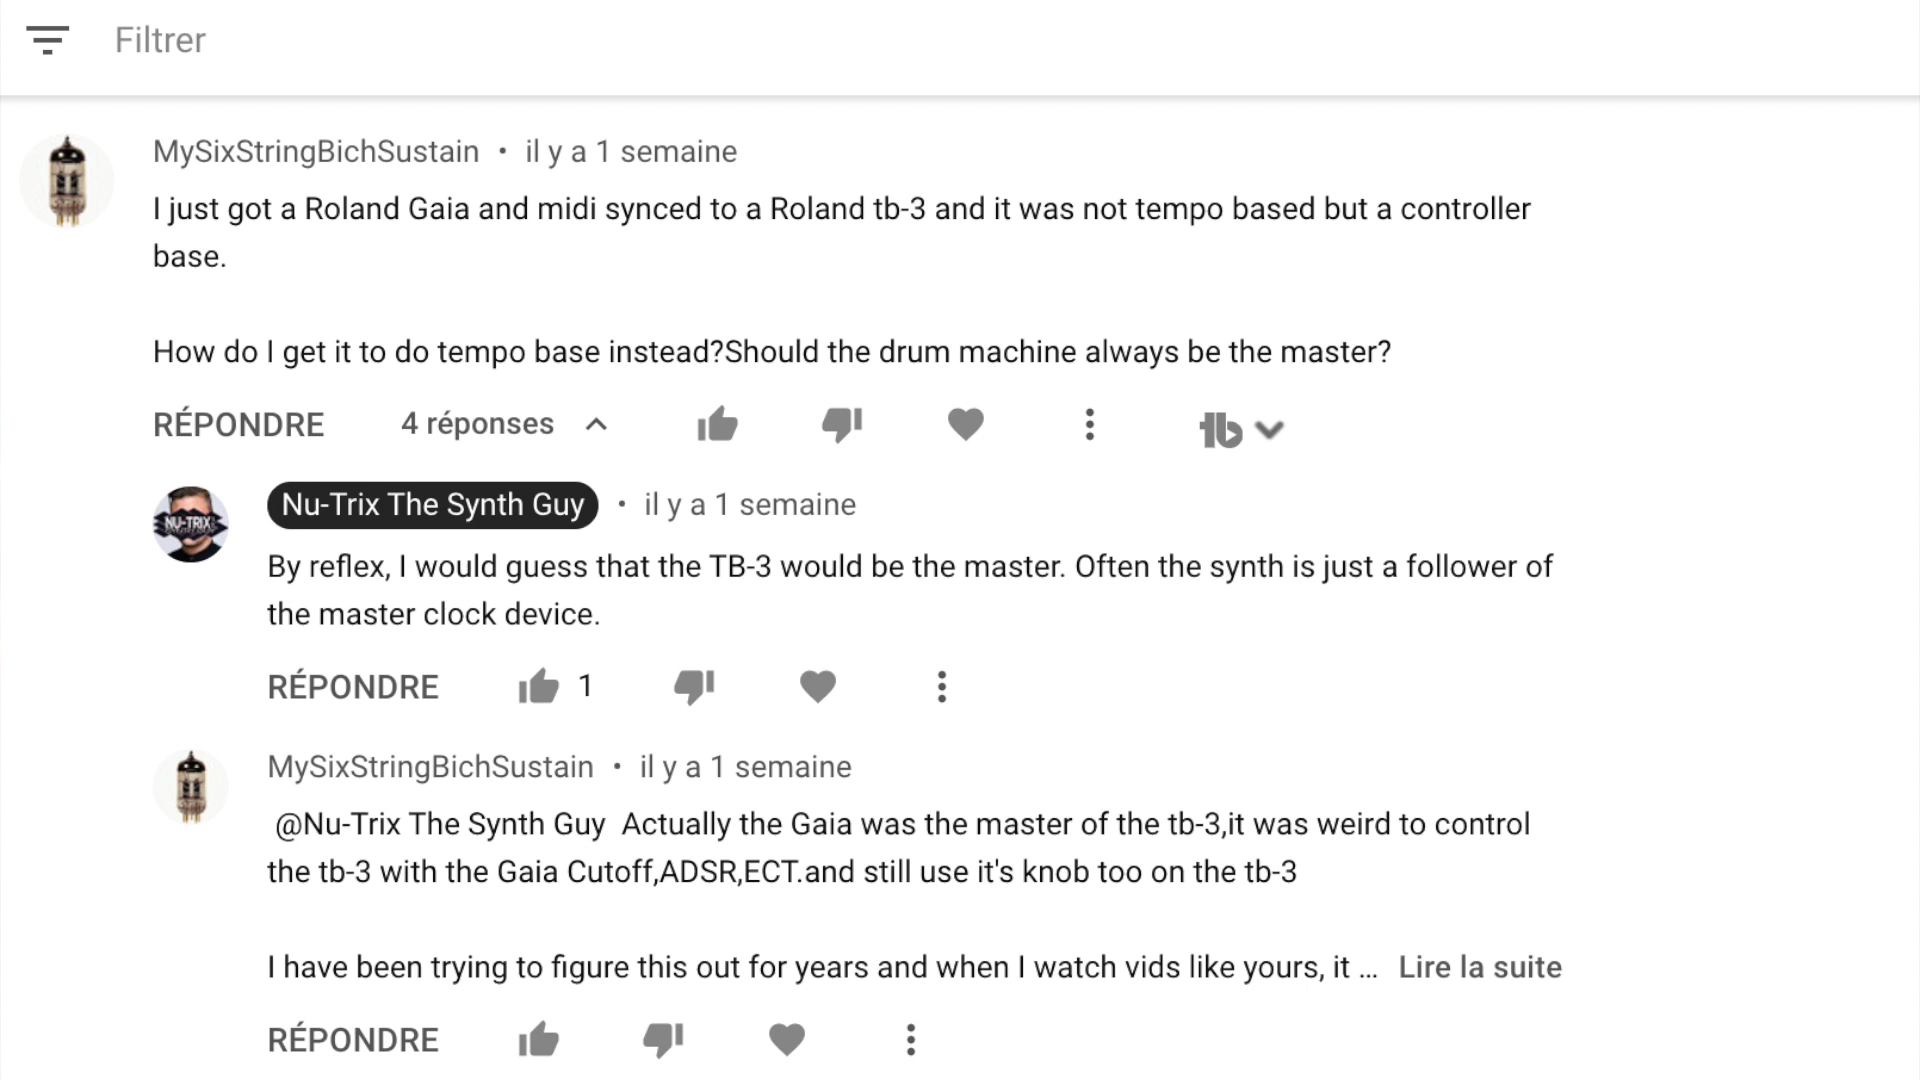 Filtrer
MySixStringBichSustain • il y a 1 semaine
I just got a Roland Gaia and midi synced to a Roland tb-3 and it was not tempo based but a controller
base.
How do I get it to do tempo base instead?Should the drum machine always be the master?
RÉPONDRE 4 réponses
tb
NU-TRIX
Nu-Trix The Synth Guy • il y a 1 semaine
By reflex, I would guess that the TB-3 would be the master. Often the synth is just a follower of
the master clock device.
RÉPONDRE 1
MySixStringBichSustain • il y a 1 semaine
@Nu-Trix The Synth Guy Actually the Gaia was the master of the tb-3,it was weird to control
the tb-3 with the Gaia Cutoff,ADSR,ECT.and still use it's knob too on the tb-3
I have been trying to figure this out for years and when I watch vids like yours, it ... Lire la suite
RÉPONDRE